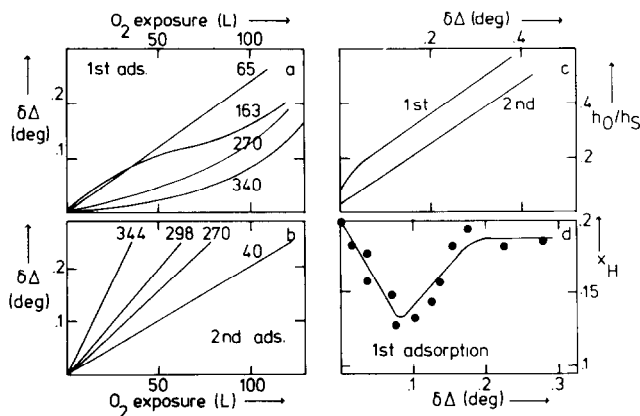 O2 exposure (L) →
50 100
δΔ (deg) →
.2 .4
1st ads. 65 a
163
270
340
δΔ
(deg)
.2
.1
c
1st
2nd
h0/hS
.4
.2
344 298 270 b
40
2nd ads.
δΔ
(deg)
.2
.1
50 100
O2 exposure (L) →
d
.2
xH
.15
.1
1st adsorption
0 .1 .2 .3
δΔ (deg) →